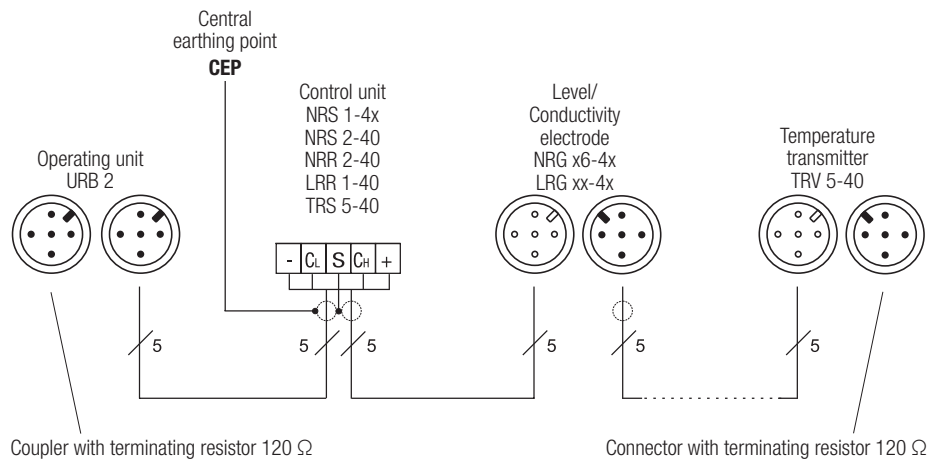 Central
earthing point
CEP
Control unit
NRS 1-4x
NRS 2-40
NRR 2-40
LRR 1-40
TRS 5-40
Level/
Conductivity
electrode
NRG x6-4x
LRG xx-4x
Operating unit
URB 2
Temperature
transmitter
TRV 5-40
- CL S CH +
5
5
5
5
5
5
Coupler with terminating resistor 120 Ω
Connector with terminating resistor 120 Ω